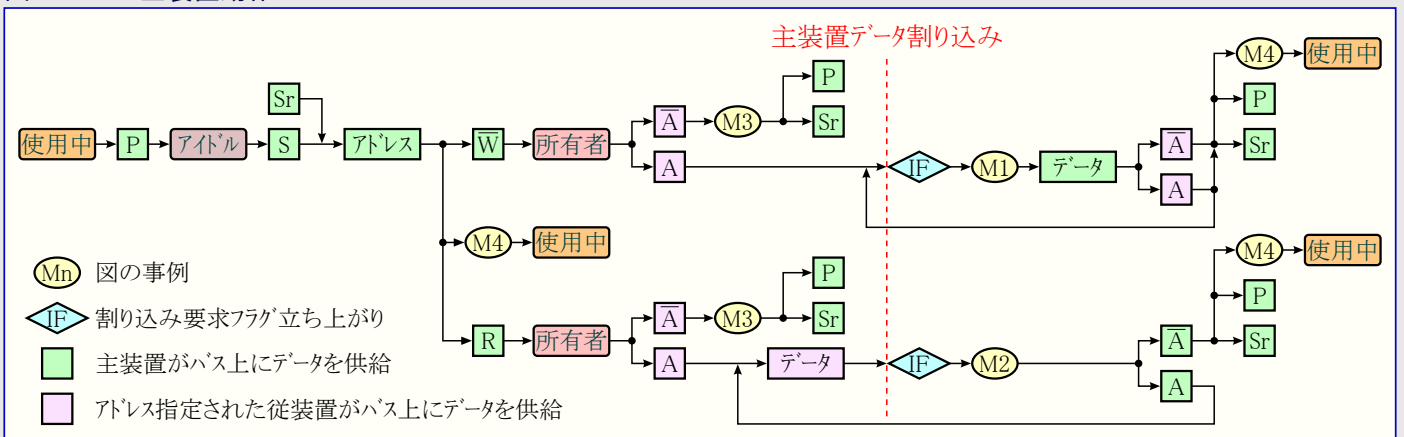 主装置データ割り込み
M4 使用中
P
Sr
P
Sr
A M3
Sr
使用中 P アイドル S アドレス W 所有者
A
IF M1 データ
A
A
M4 使用中
Mn 図の事例
IF 割り込み要求フラグ立ち上がり
主装置がバス上にデータを供給
アドレス指定された従装置がバス上にデータを供給
R 所有者
A M3
P
Sr
A データ
IF M2
A
A
M4 使用中
P
Sr